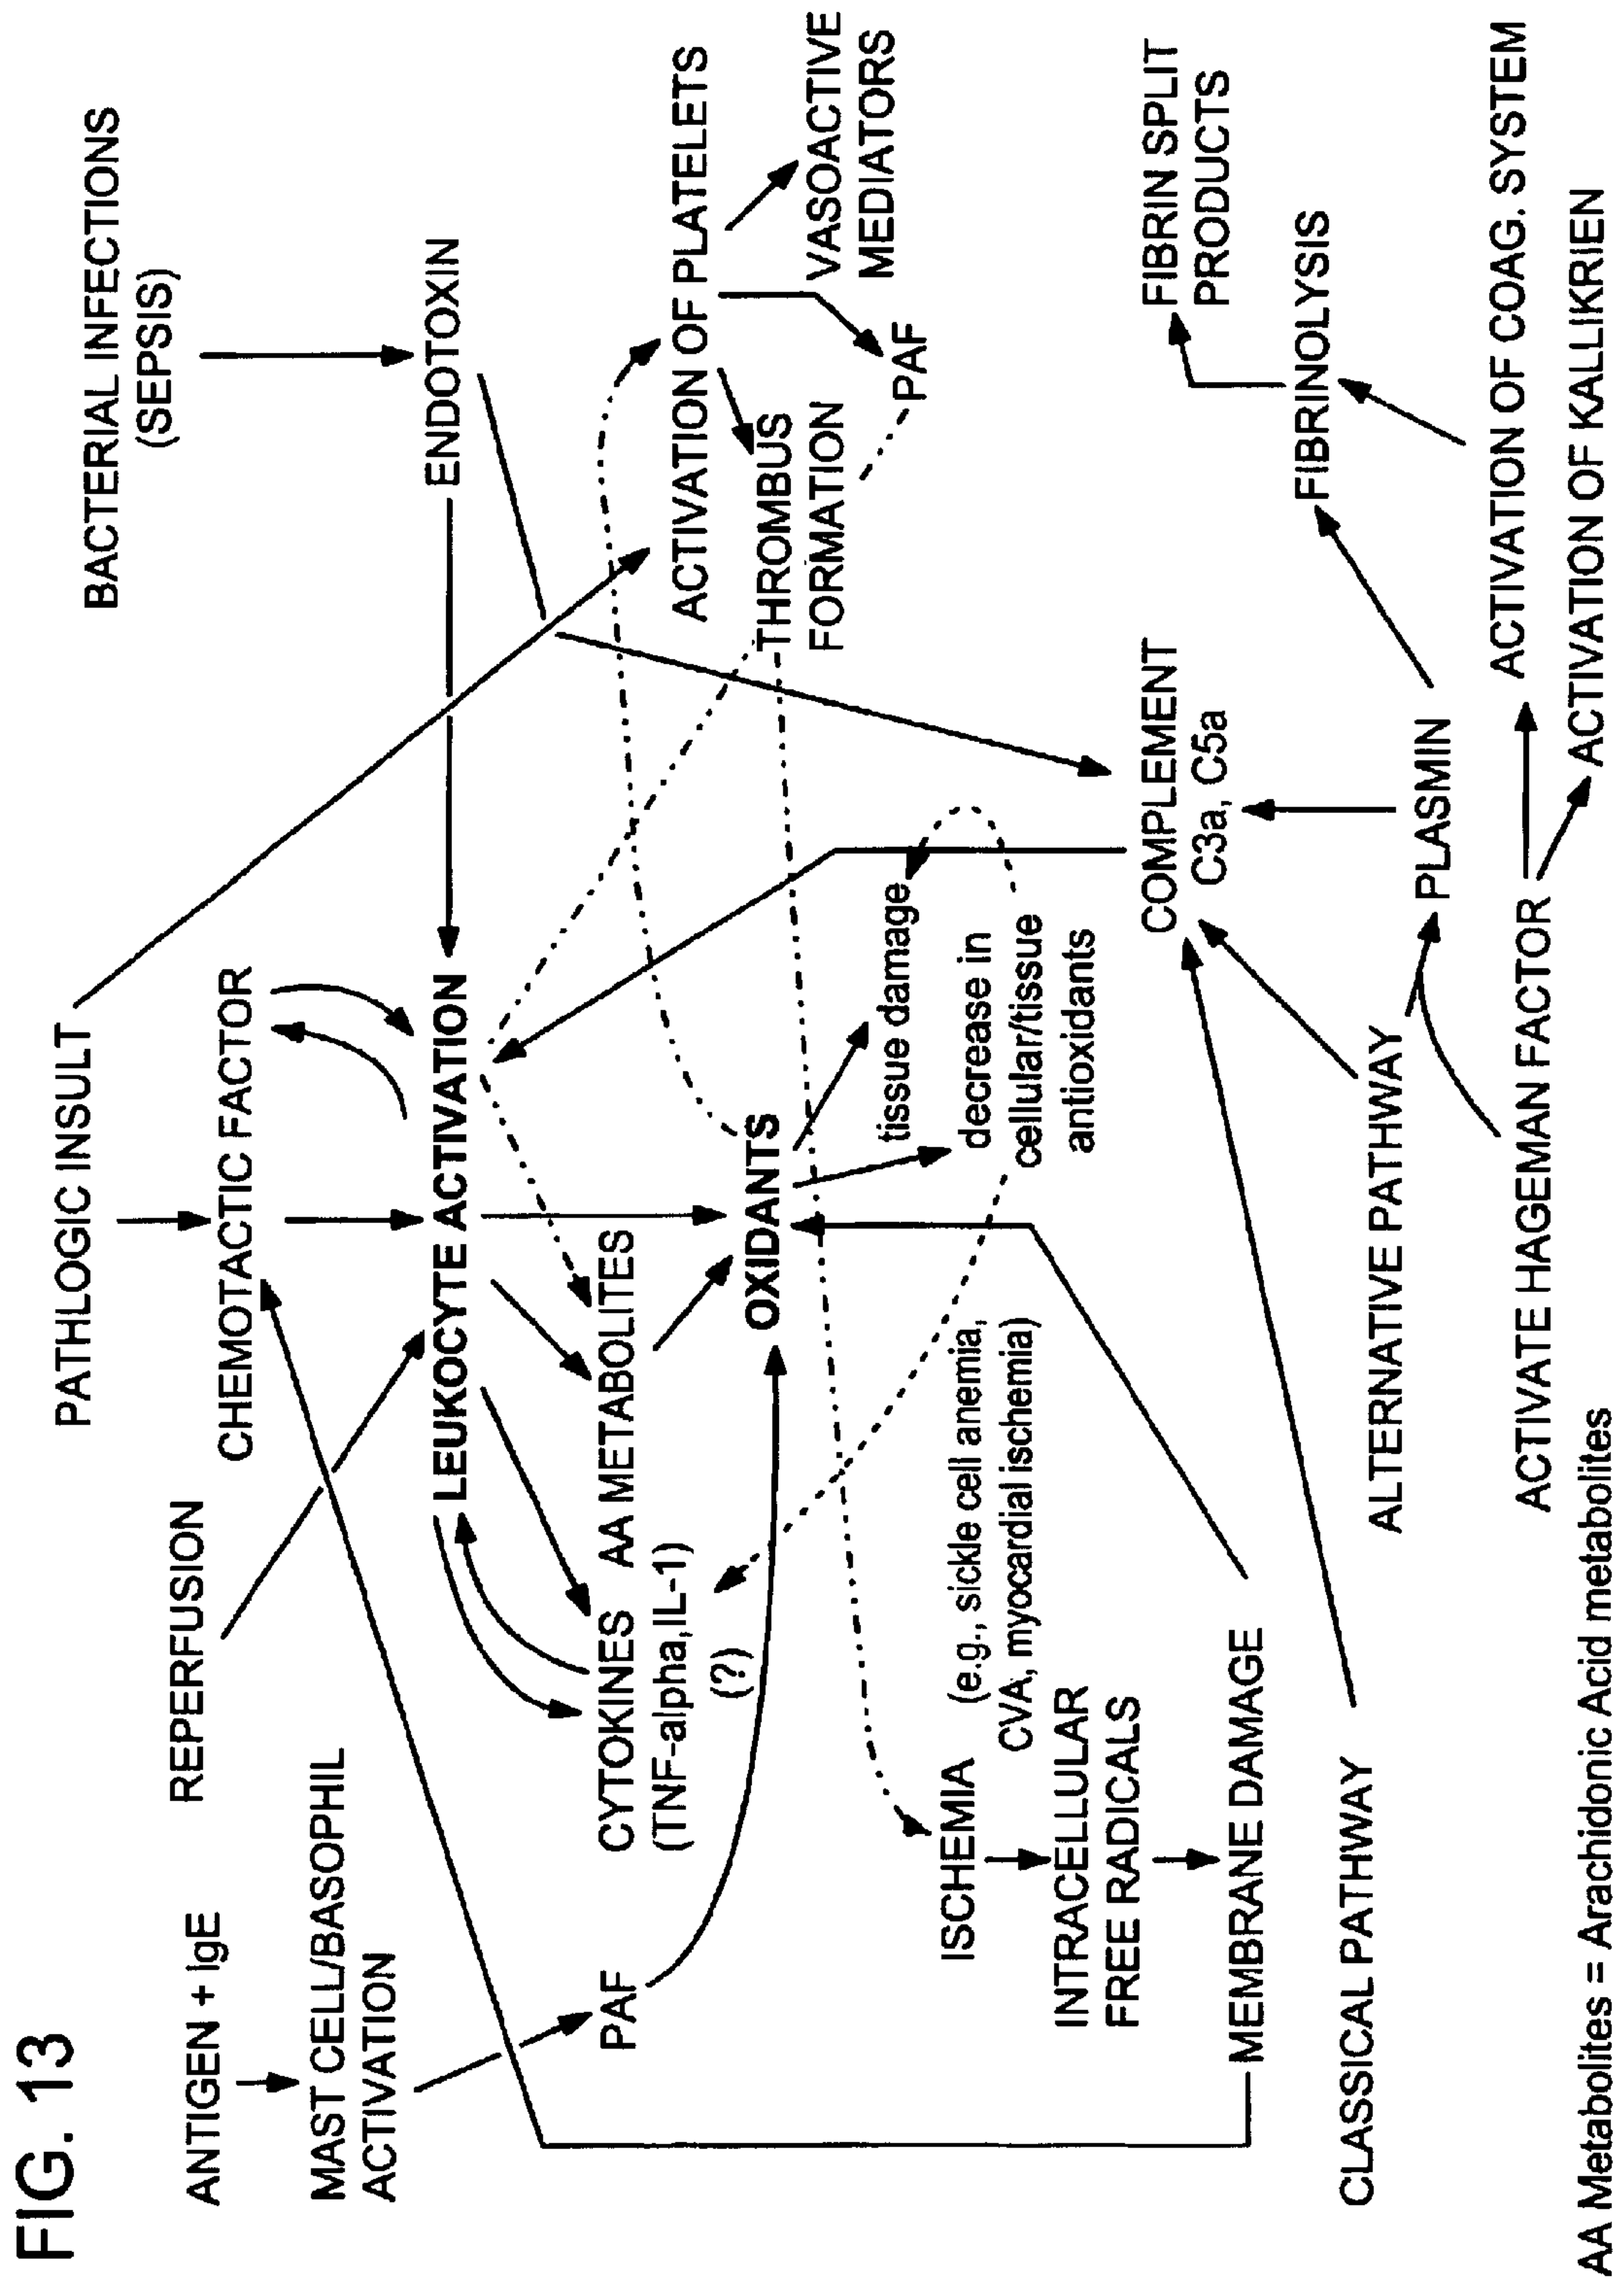 FIG. 13
PATHLOGIC INSULT
BACTERIAL INFECTIONS
(SEPSIS)
ANTIGEN + IgE
REPERFUSION
CHEMOTACTIC FACTOR
MAST CELL/BASOPHIL
ACTIVATION
LEUKOCYTE ACTIVATION
ENDOTOXIN
PAF
CYTOKINES
(TNF-alpha,IL-1)
(?)
AA METABOLITES
ACTIVATION OF PLATELETS
OXIDANTS
THROMBUS
FORMATION
VASOACTIVE
MEDIATORS
PAF
tissue damage
decrease in
cellular/tissue
antioxidants
ISCHEMIA
(e.g., sickle cell anemia,
CVA, myocardial ischemia)
INTRACELLULAR
FREE RADICALS
COMPLEMENT
C3a, C5a
FIBRIN SPLIT
PRODUCTS
MEMBRANE DAMAGE
FIBRINOLYSIS
CLASSICAL PATHWAY
ALTERNATIVE PATHWAY
PLASMIN
ACTIVATE HAGEMAN FACTOR
ACTIVATION OF COAG. SYSTEM
ACTIVATION OF KALLIKRIEN
AA Metabolites = Arachidonic Acid metabolites